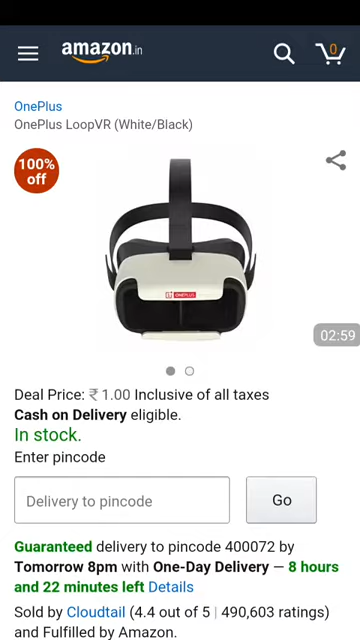 amazon.in
0
OnePlus
OnePlus LoopVR (White/Black)
100%
off
ONEPLUS
02:59
Deal Price: ₹ 1.00 Inclusive of all taxes
Cash on Delivery eligible.
In stock.
Enter pincode
Delivery to pincode
Go
Guaranteed delivery to pincode 400072 by
Tomorrow 8pm with One-Day Delivery — 8 hours
and 22 minutes left Details
Sold by Cloudtail (4.4 out of 5 | 490,603 ratings)
and Fulfilled by Amazon.